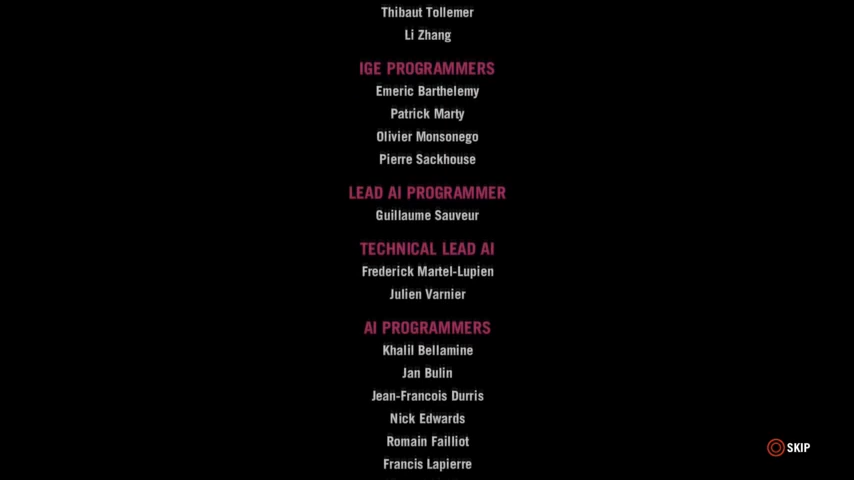 Thibaut Tollemer
Li Zhang
IGE PROGRAMMERS
Emeric Barthelemy
Patrick Marty
Olivier Monsonego
Pierre Sackhouse
LEAD AI PROGRAMMER
Guillaume Sauveur
TECHNICAL LEAD AI
Frederick Martel-Lupien
Julien Varnier
AI PROGRAMMERS
Khalil Bellamine
Jan Bulin
Jean-Francois Durris
Nick Edwards
Romain Failliot
SKIP
Francis Lapierre